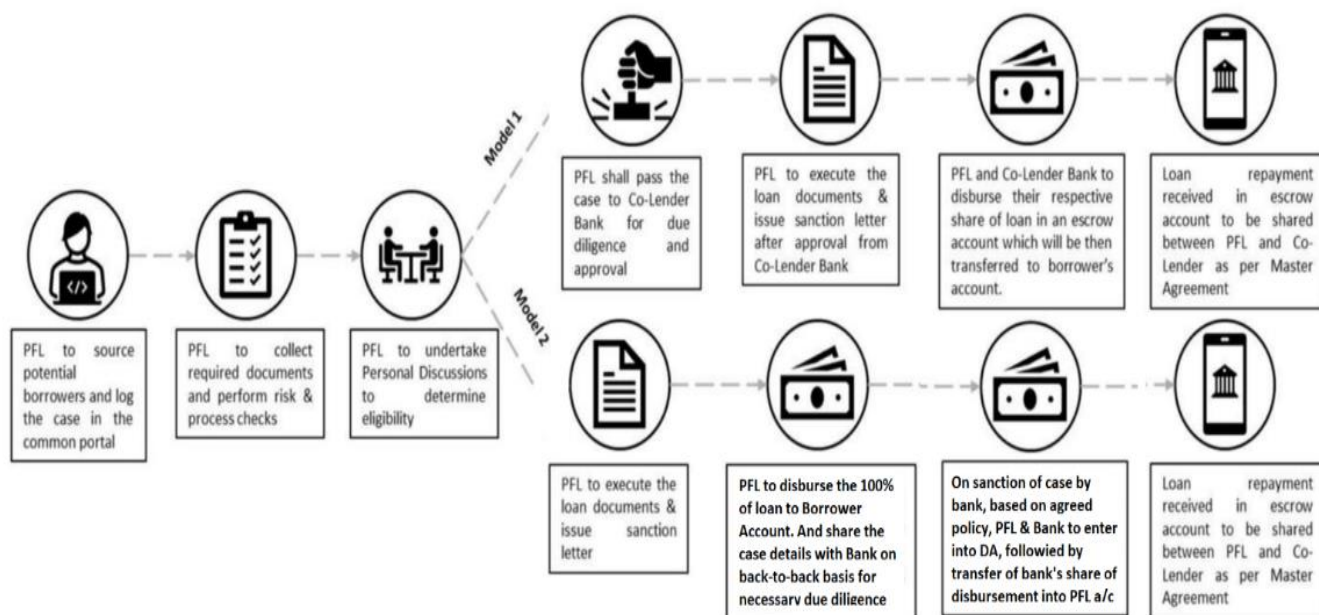 Model 1
PFL shall pass the
case to Co-Lender
Bank for due
diligence and
approval
PFL to execute the
loan documents &
issue sanction letter
after approval from
Co-Lender Bank
PFL and Co-Lender Bank to
disburse their respective
share of loan in an escrow
account which will be then
transferred to borrower's
account.
Loan repayment
received in escrow
account to be shared
between PFL and Co-
Lender as per Master
Agreement
</>
PFL to source
potential
borrowers and log
the case in the
common portal
PFL to collect
required documents
and perform risk &
process checks
PFL to undertake
Personal Discussions
to determine
eligibility
Model 2
PFL to execute the
loan documents &
issue sanction
letter
PFL to disburse the 100%
of loan to Borrower
Account. And share the
case details with Bank on
back-to-back basis for
necessary due diligence
On sanction of case by
bank, based on agreed
policy, PFL & Bank to enter
into DA, followied by
transfer of bank's share of
disbursement into PFL a/c
Loan repayment
received in escrow
account to be shared
between PFL and Co-
Lender as per Master
Agreement